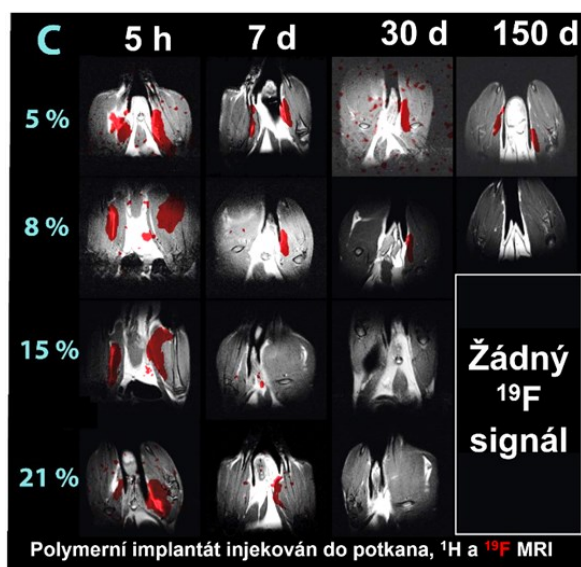 C 5 h 7 d 30 d 150 d
5 %
8 %
15 %
21 %
Žádný
¹⁹F
signál
Polymerní implantát injekován do potkana, ¹H a ¹⁹F MRI